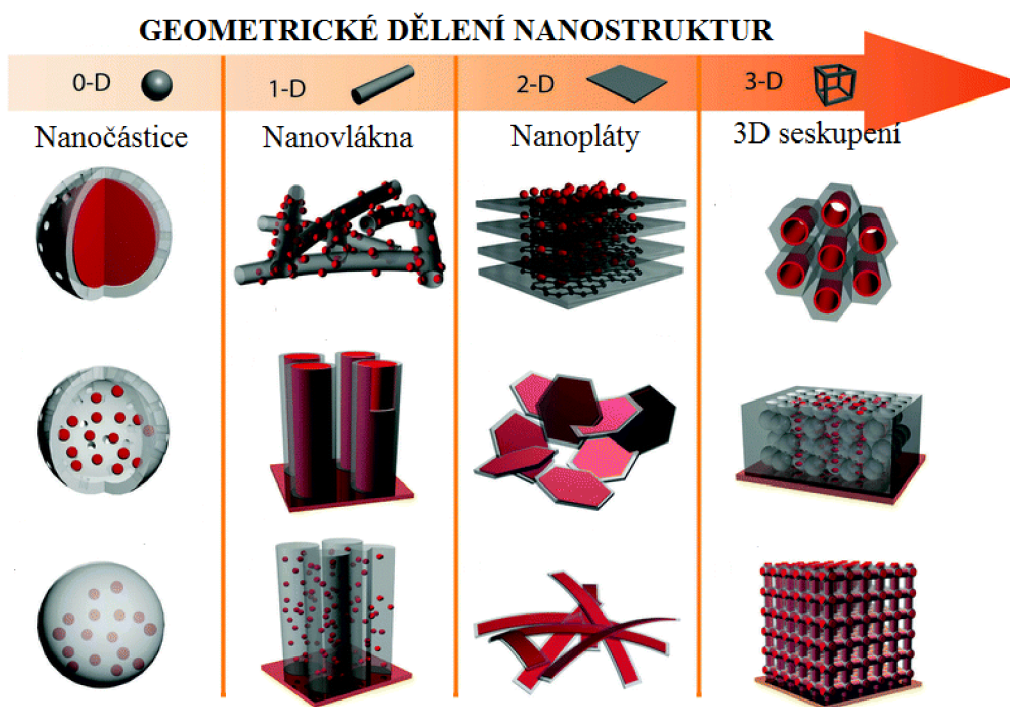 GEOMETRICKÉ DĚLENÍ NANOSTRUKTUR
0-D
1-D
2-D
3-D
Nanočástice
Nanovlákna
Nanopláty
3D seskupení